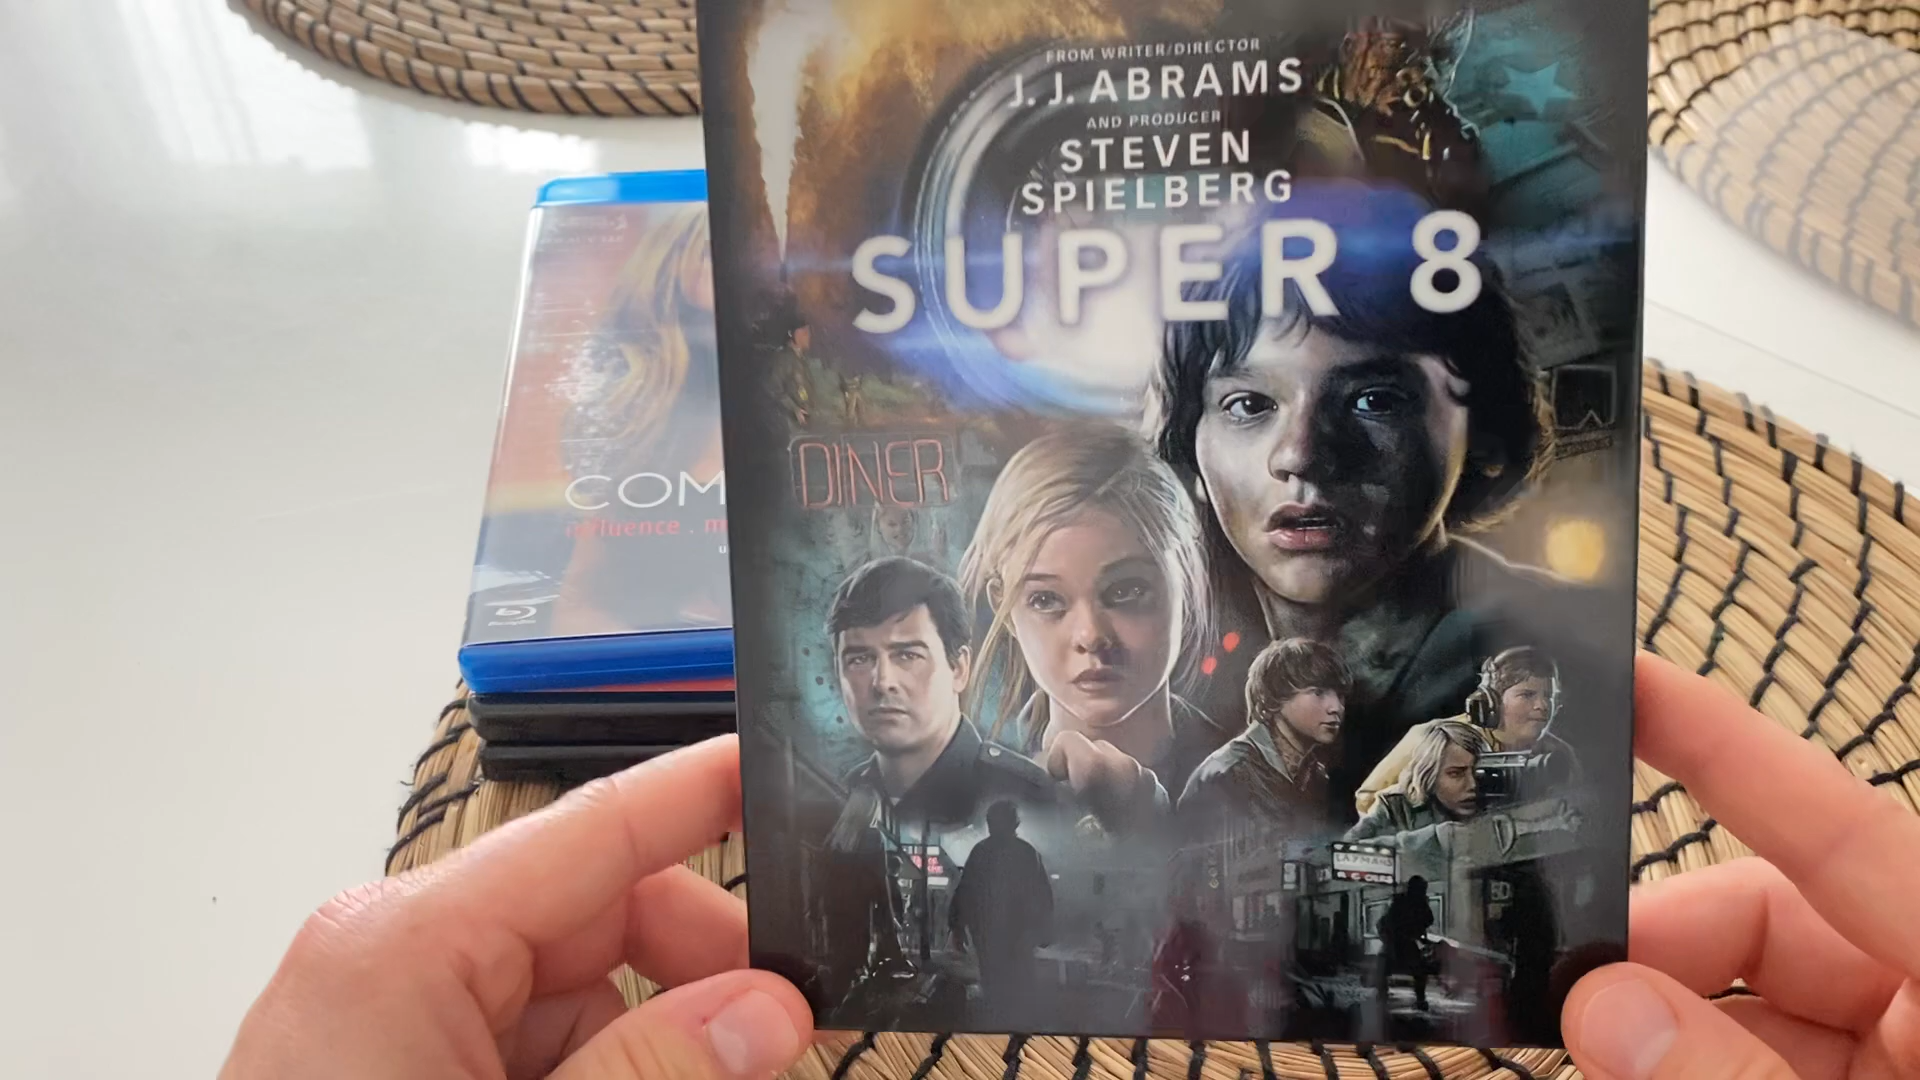 FROM WRITER/DIRECTOR
J. J. ABRAMS
AND PRODUCER
STEVEN
SPIELBERG
SUPER 8
DINER
COM
influence . m